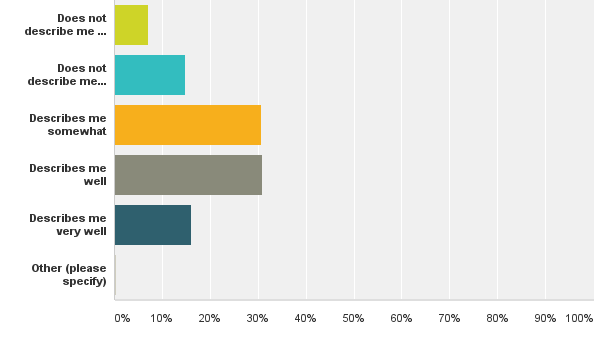 Does not
describe me ...
Does not
describe me...
Describes me
somewhat
Describes me
well
Describes me
very well
Other (please
specify)
0% 10% 20% 30% 40% 50% 60% 70% 80% 90% 100%